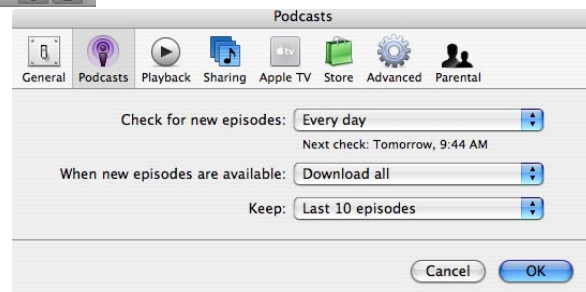 Podcasts
General Podcasts Playback Sharing Apple TV Store Advanced Parental
Check for new episodes: Every day
Next check: Tomorrow, 9:44 AM
When new episodes are available: Download all
Keep: Last 10 episodes
Cancel OK